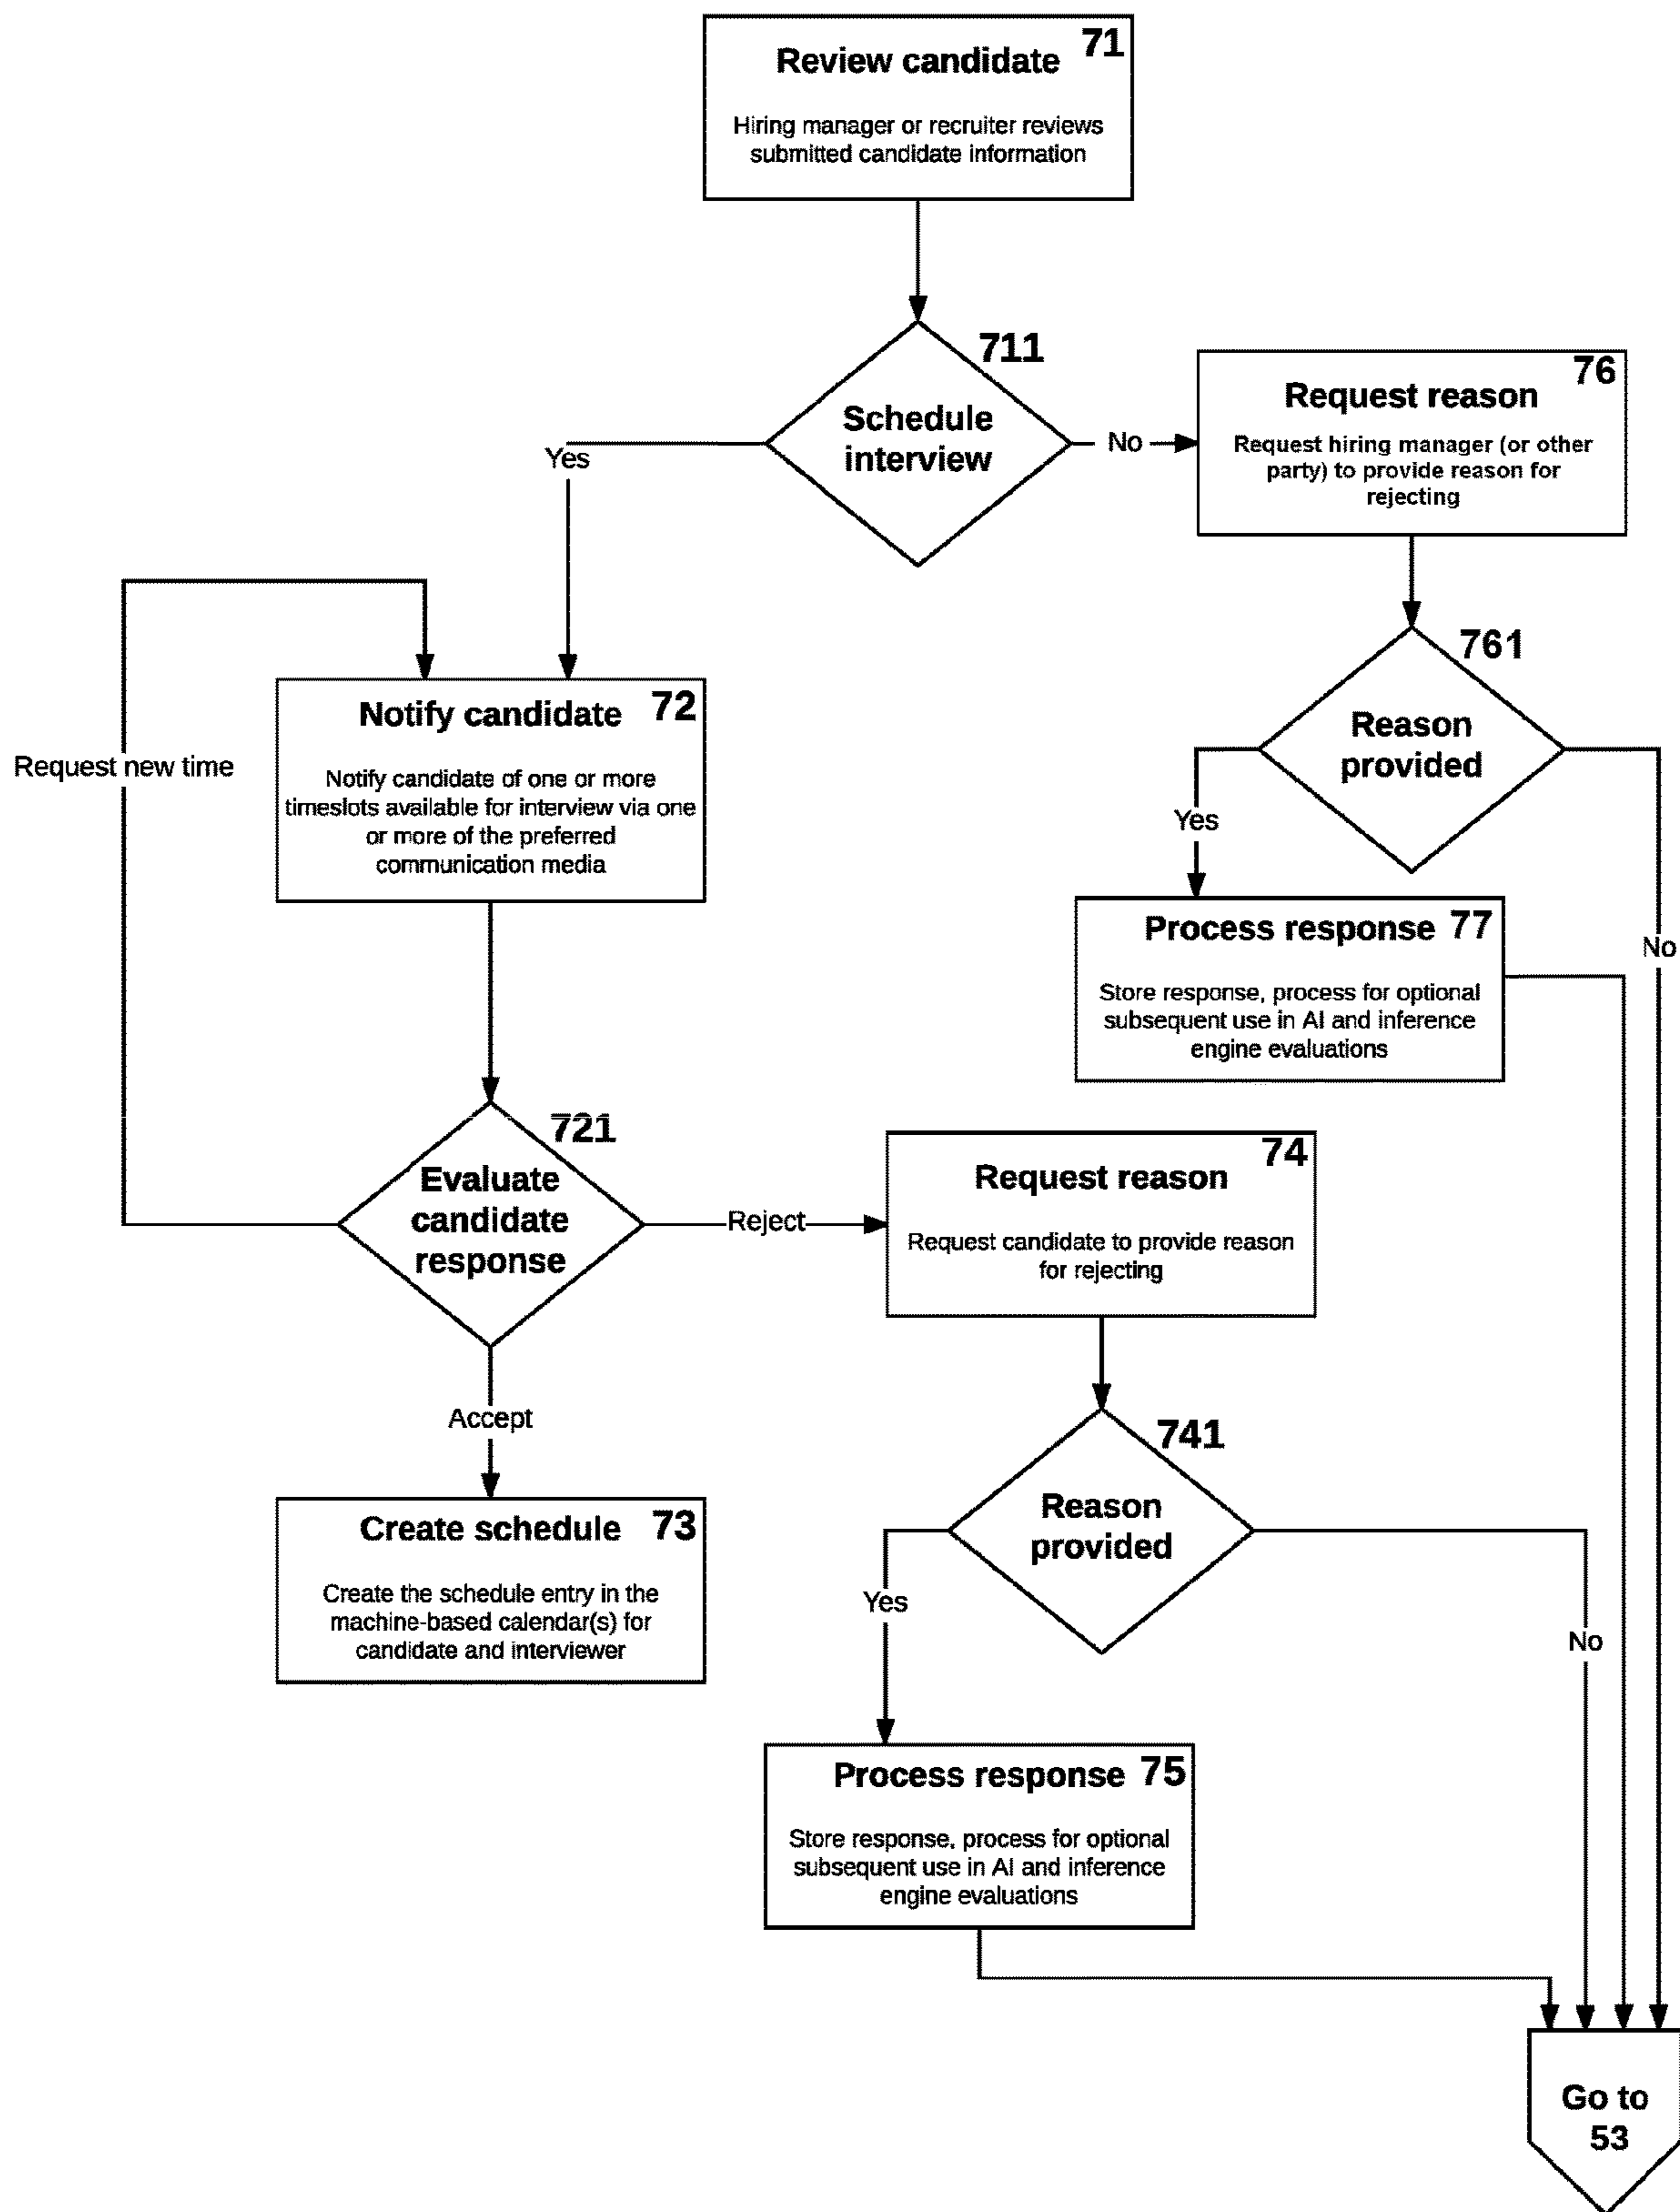 71
Review candidate
Hiring manager or recruiter reviews
submitted candidate information
711
Schedule
interview
Yes
No
76
Request reason
Request hiring manager (or other
party) to provide reason for
rejecting
761
Reason
provided
Yes
No
Request new time
Notify candidate 72
Notify candidate of one or more
timeslots available for interview via one
or more of the preferred
communication media
Process response 77
Store response, process for optional
subsequent use in AI and inference
engine evaluations
721
Evaluate
candidate
response
Reject
74
Request reason
Request candidate to provide reason
for rejecting
Accept
741
Reason
provided
Yes
No
Create schedule 73
Create the schedule entry in the
machine-based calendar(s) for
candidate and interviewer
Process response 75
Store response, process for optional
subsequent use in AI and inference
engine evaluations
Go to
53